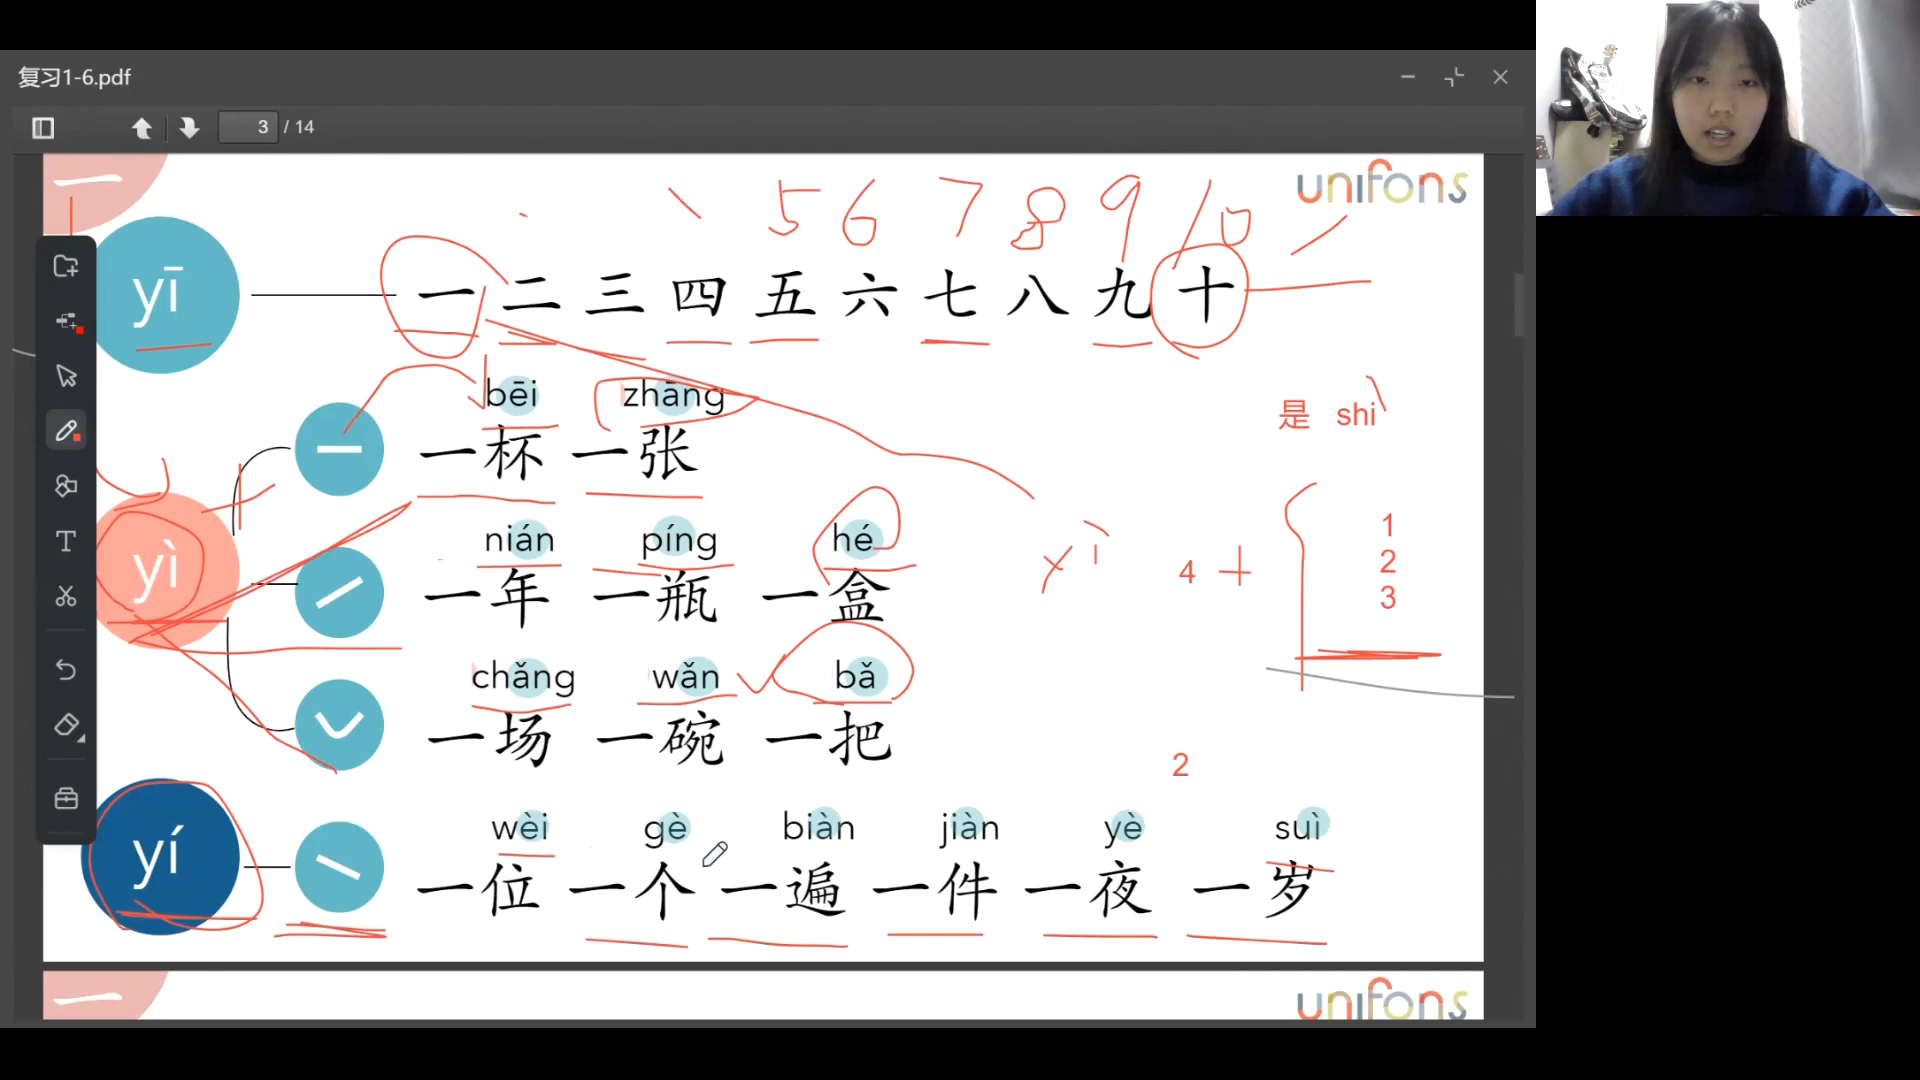 复习1-6.pdf
3 / 14
unifons
5 6 7 8 9 10
yī
一 二 三 四 五 六 七 八 九 十
bēi zhāng
一杯 一张
是 shì
nián píng hé
yì
一年 一瓶 一盒
4 +
1
2
3
chǎng wǎn bǎ
一场 一碗 一把
2
wèi gè biàn jiàn yè suì
yí
一位 一个 一遍 一件 一夜 一岁
一
unifons